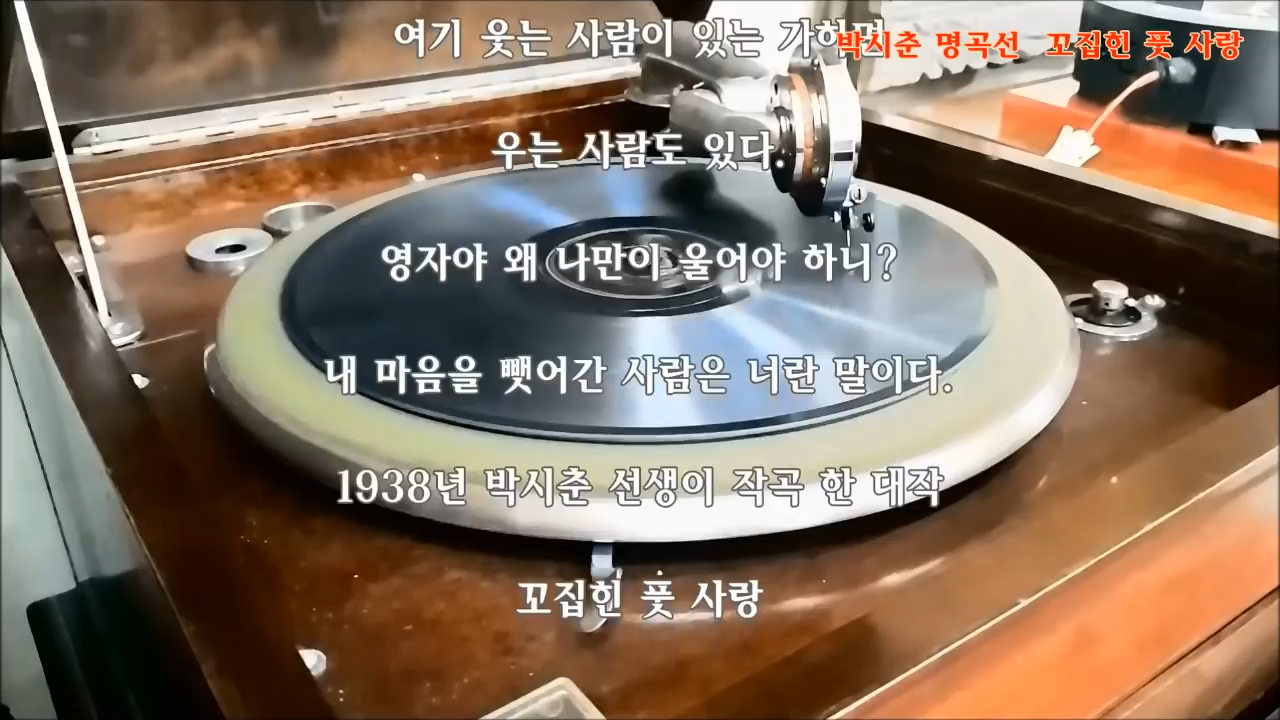 여기 웃는 사람이 있는 가하면
박시춘 명곡선 꼬집힌 풋 사랑
우는 사람도 있다.
영자야 왜 나만이 울어야 하니?
내 마음을 뺏어간 사람은 너란 말이다.
1938년 박시춘 선생이 작곡 한 대작
꼬집힌 풋 사랑